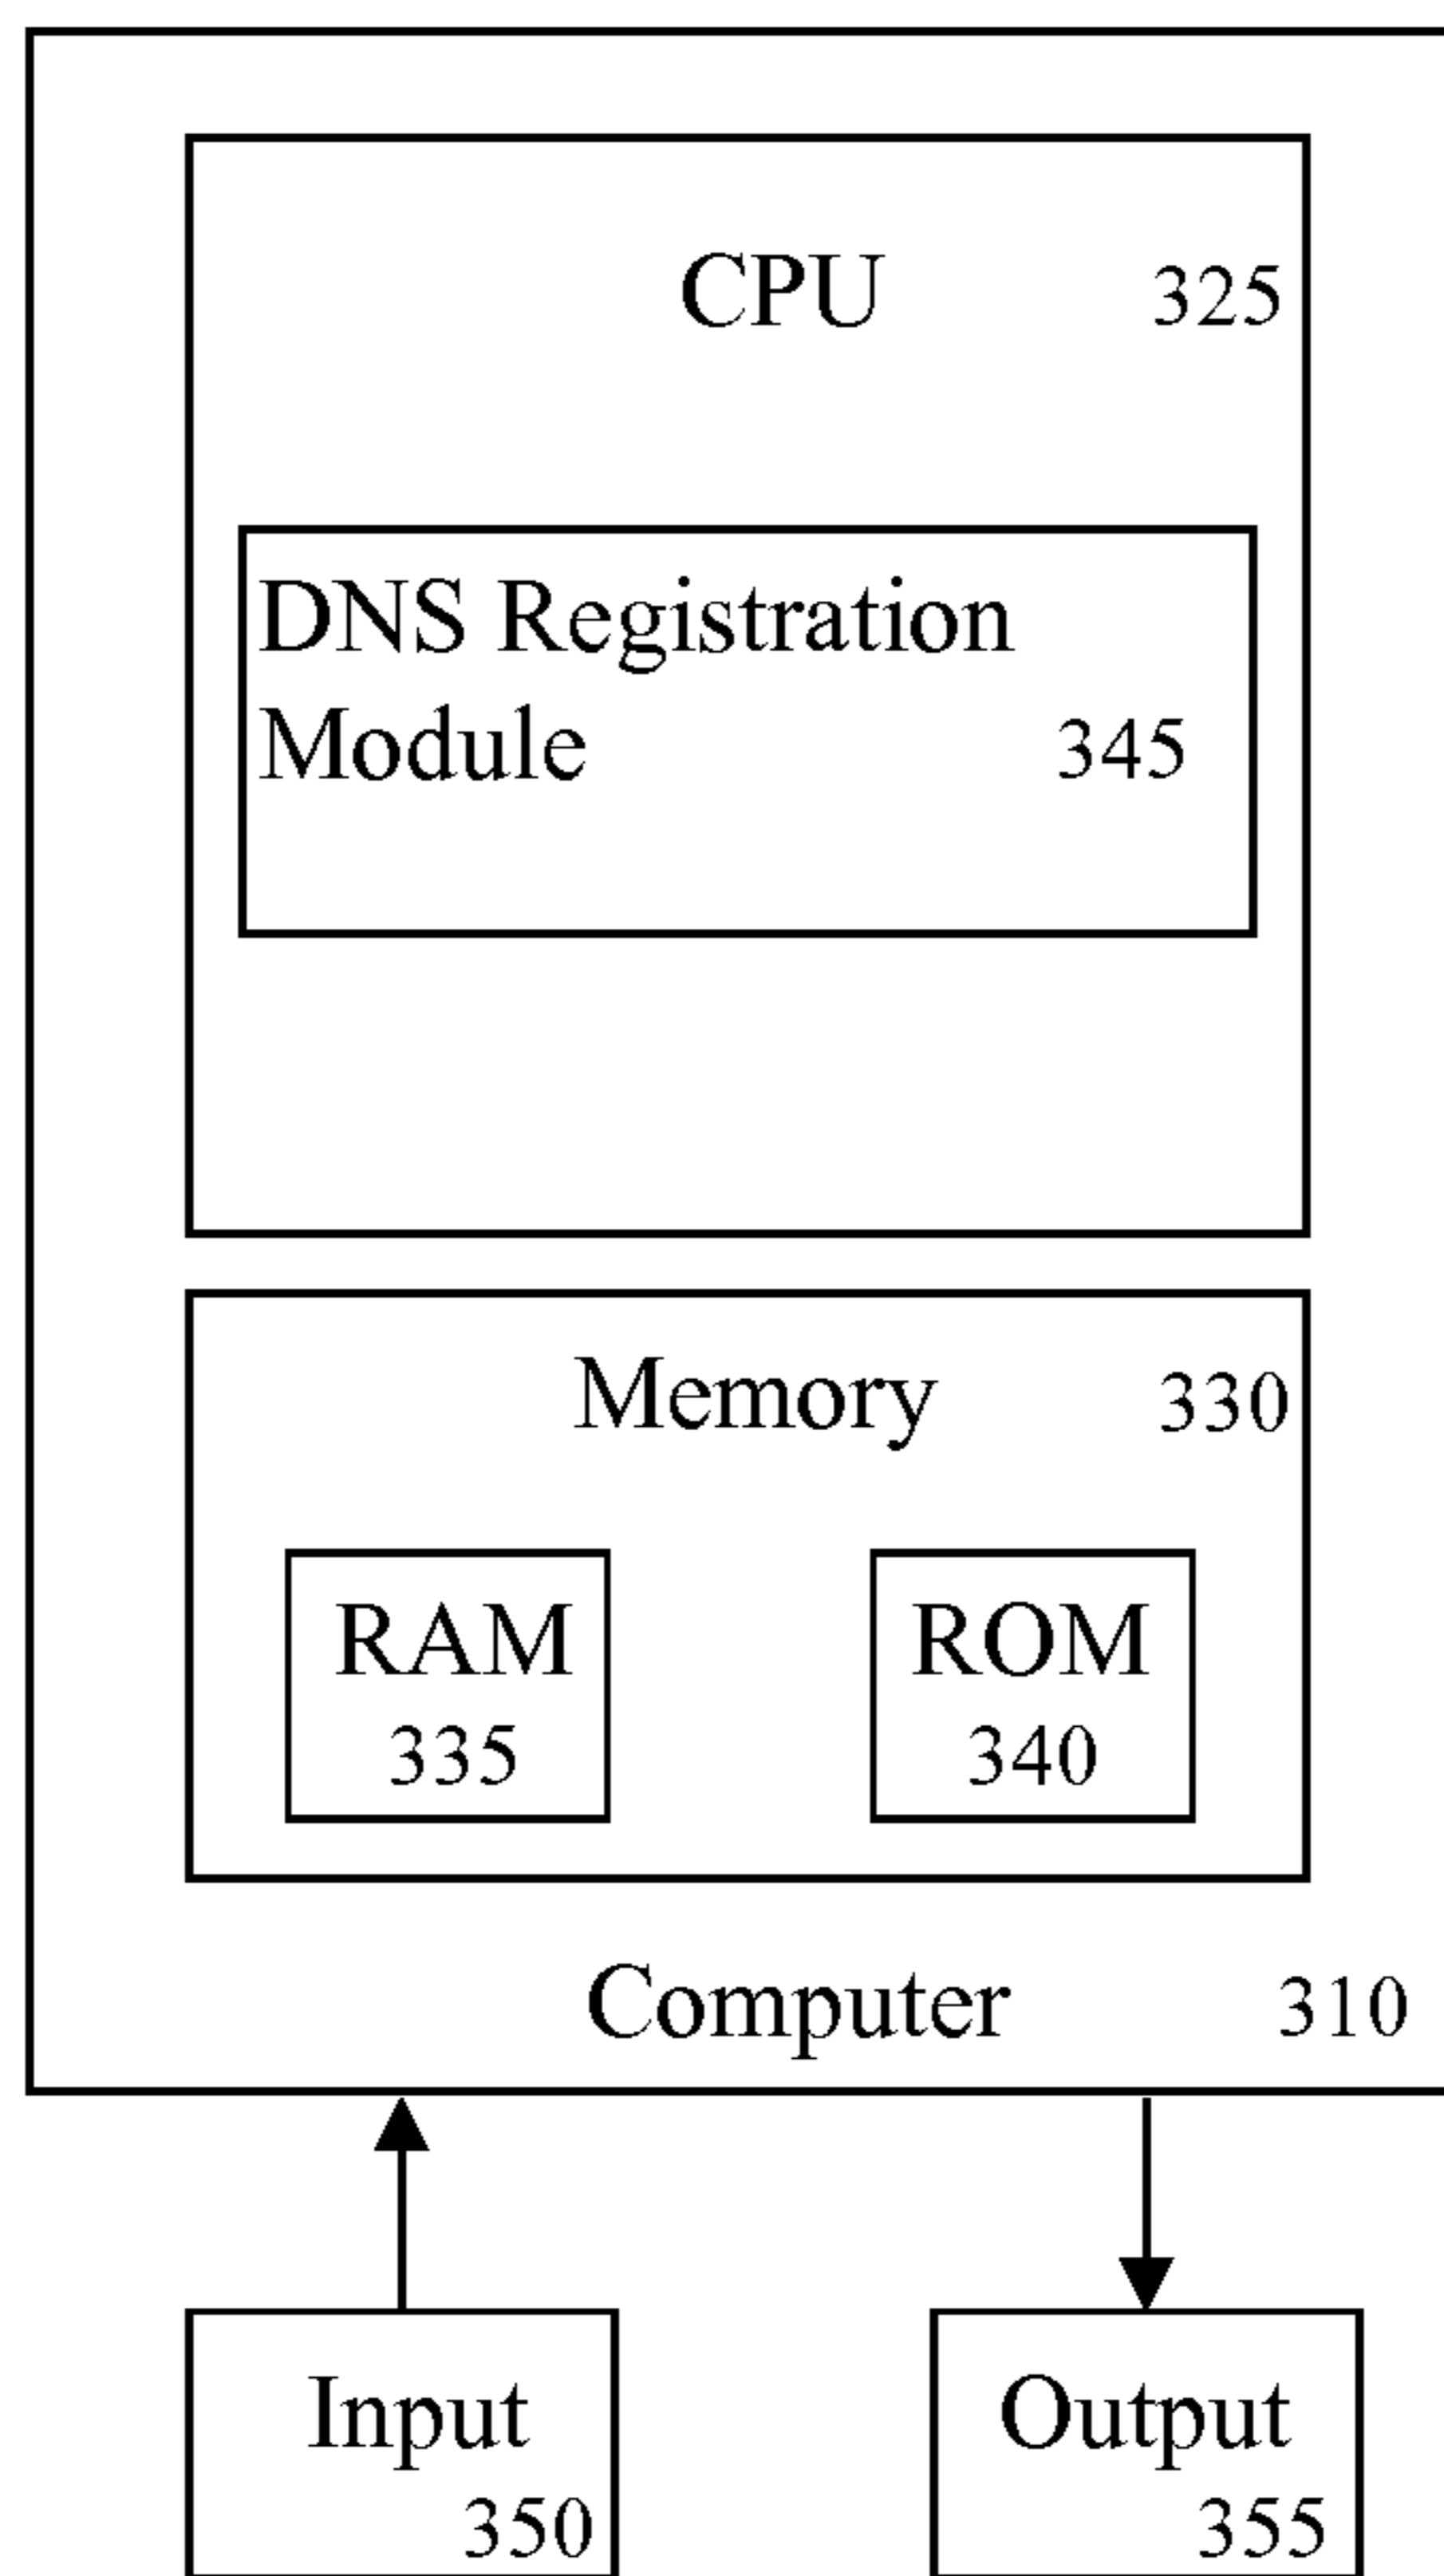 CPU 325
DNS Registration
Module 345
Memory 330
RAM ROM
335 340
Computer 310
Input Output
350 355